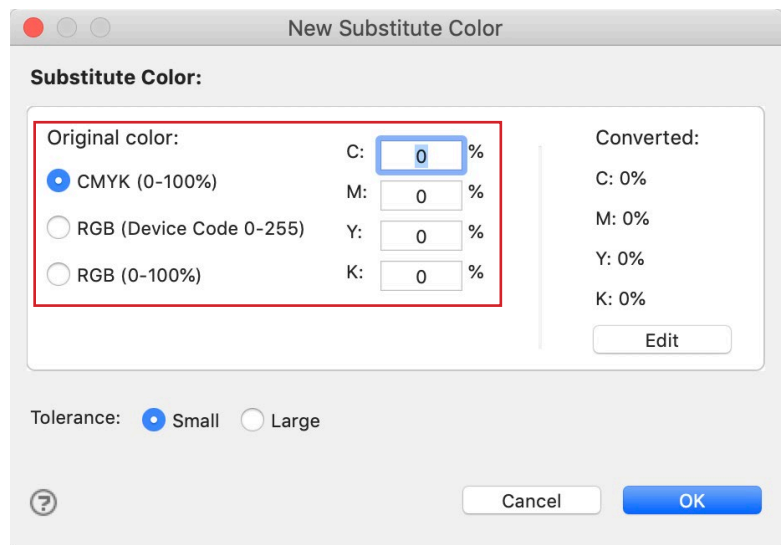 New Substitute Color
Substitute Color:
Original color:
CMYK (0-100%)
RGB (Device Code 0-255)
RGB (0-100%)
C: 0 %
M: 0 %
Y: 0 %
K: 0 %
Converted:
C: 0%
M: 0%
Y: 0%
K: 0%
Edit
Tolerance: Small Large
? Cancel OK